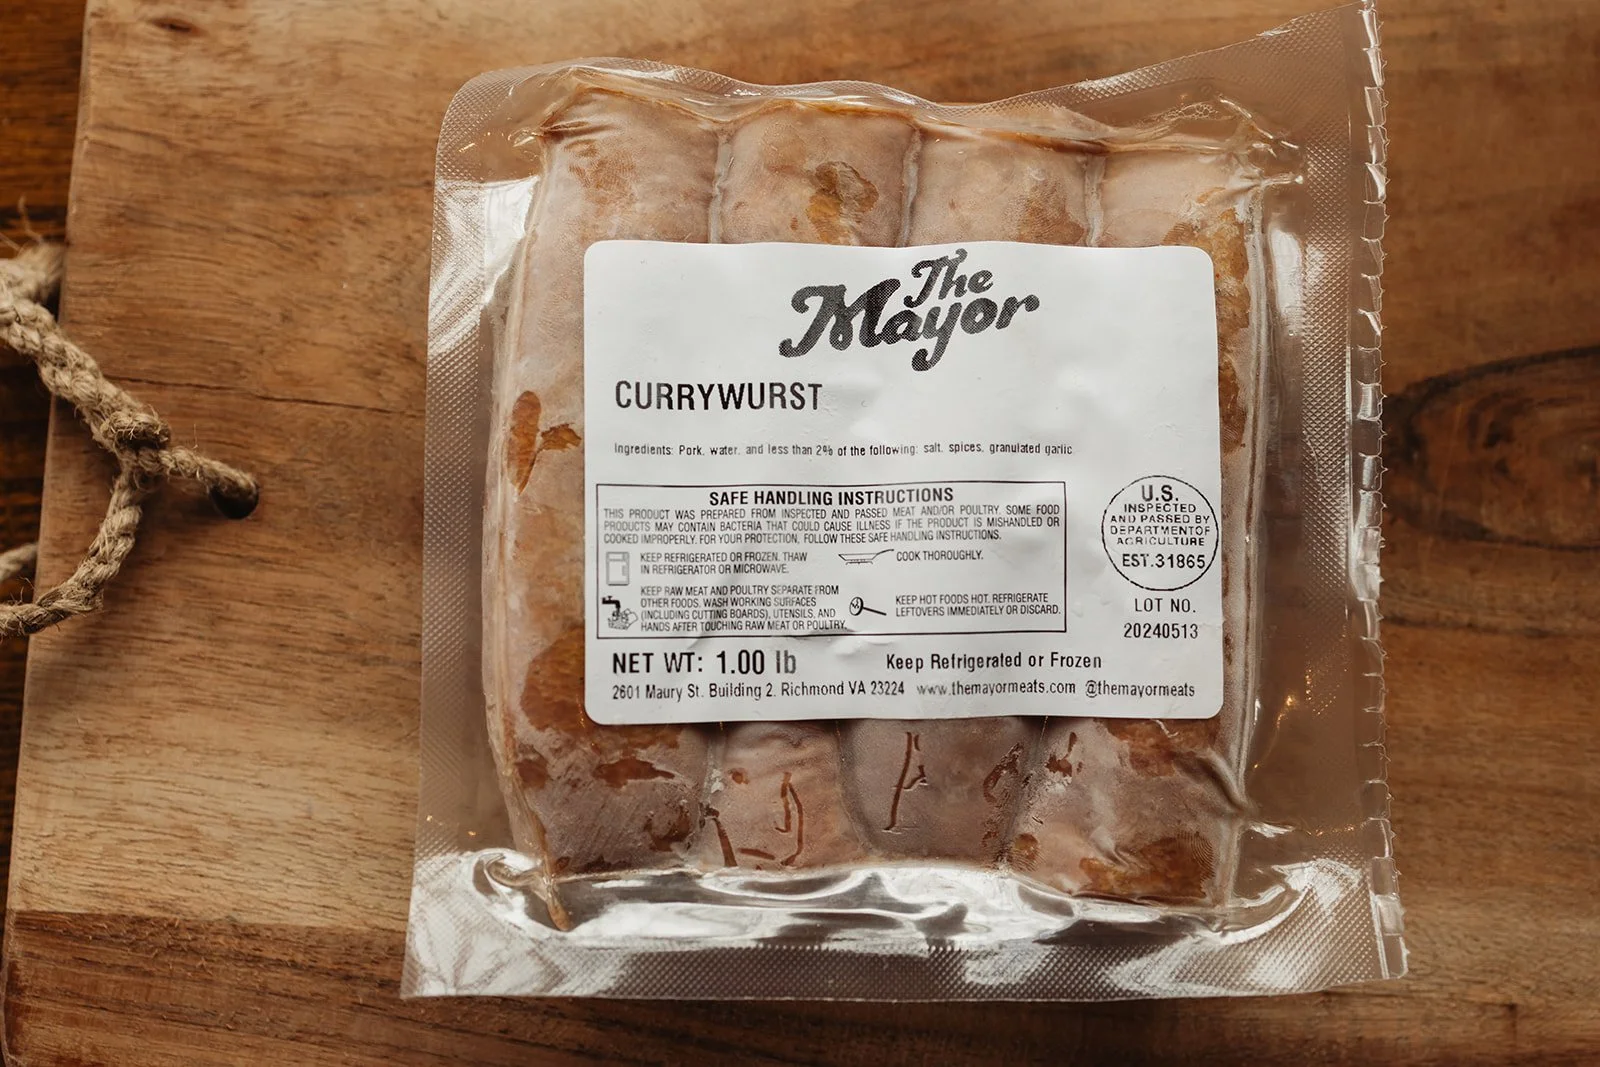 The
Mayor
CURRYWURST
Ingredients: Pork, water, and less than 2% of the following: salt, spices, granulated garlic
SAFE HANDLING INSTRUCTIONS
THIS PRODUCT WAS PREPARED FROM INSPECTED AND PASSED MEAT AND/OR POULTRY. SOME FOOD
PRODUCTS MAY CONTAIN BACTERIA THAT COULD CAUSE ILLNESS IF THE PRODUCT IS MISHANDLED OR
COOKED IMPROPERLY. FOR YOUR PROTECTION, FOLLOW THESE SAFE HANDLING INSTRUCTIONS.
KEEP REFRIGERATED OR FROZEN. THAW
IN REFRIGERATOR OR MICROWAVE.
COOK THOROUGHLY.
KEEP RAW MEAT AND POULTRY SEPARATE FROM
OTHER FOODS. WASH WORKING SURFACES
(INCLUDING CUTTING BOARDS), UTENSILS, AND
HANDS AFTER TOUCHING RAW MEAT OR POULTRY.
KEEP HOT FOODS HOT. REFRIGERATE
LEFTOVERS IMMEDIATELY OR DISCARD.
U.S.
INSPECTED
AND PASSED BY
DEPARTMENT OF
AGRICULTURE
EST.31865
LOT NO.
20240513
NET WT: 1.00 lb
Keep Refrigerated or Frozen
2601 Maury St. Building 2. Richmond VA 23224 www.themayormeats.com @themayormeats